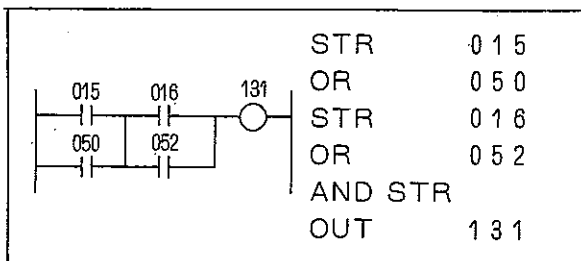 015 016 131
050 052
STR 015
OR 050
STR 016
OR 052
AND STR
OUT 131